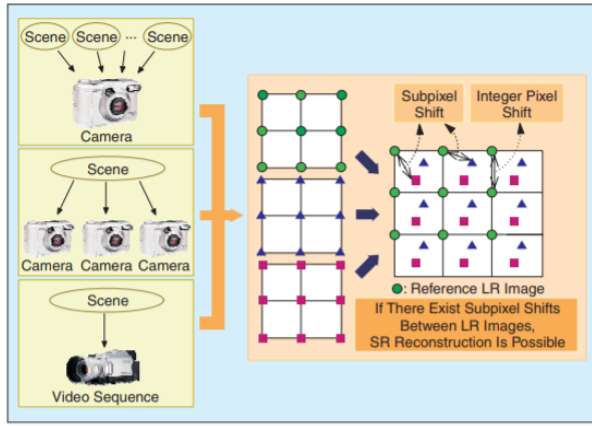 Scene Scene ... Scene
Camera
Scene
Camera Camera Camera
Scene
Video Sequence
Subpixel
Shift
Integer Pixel
Shift
: Reference LR Image
If There Exist Subpixel Shifts
Between LR Images,
SR Reconstruction Is Possible